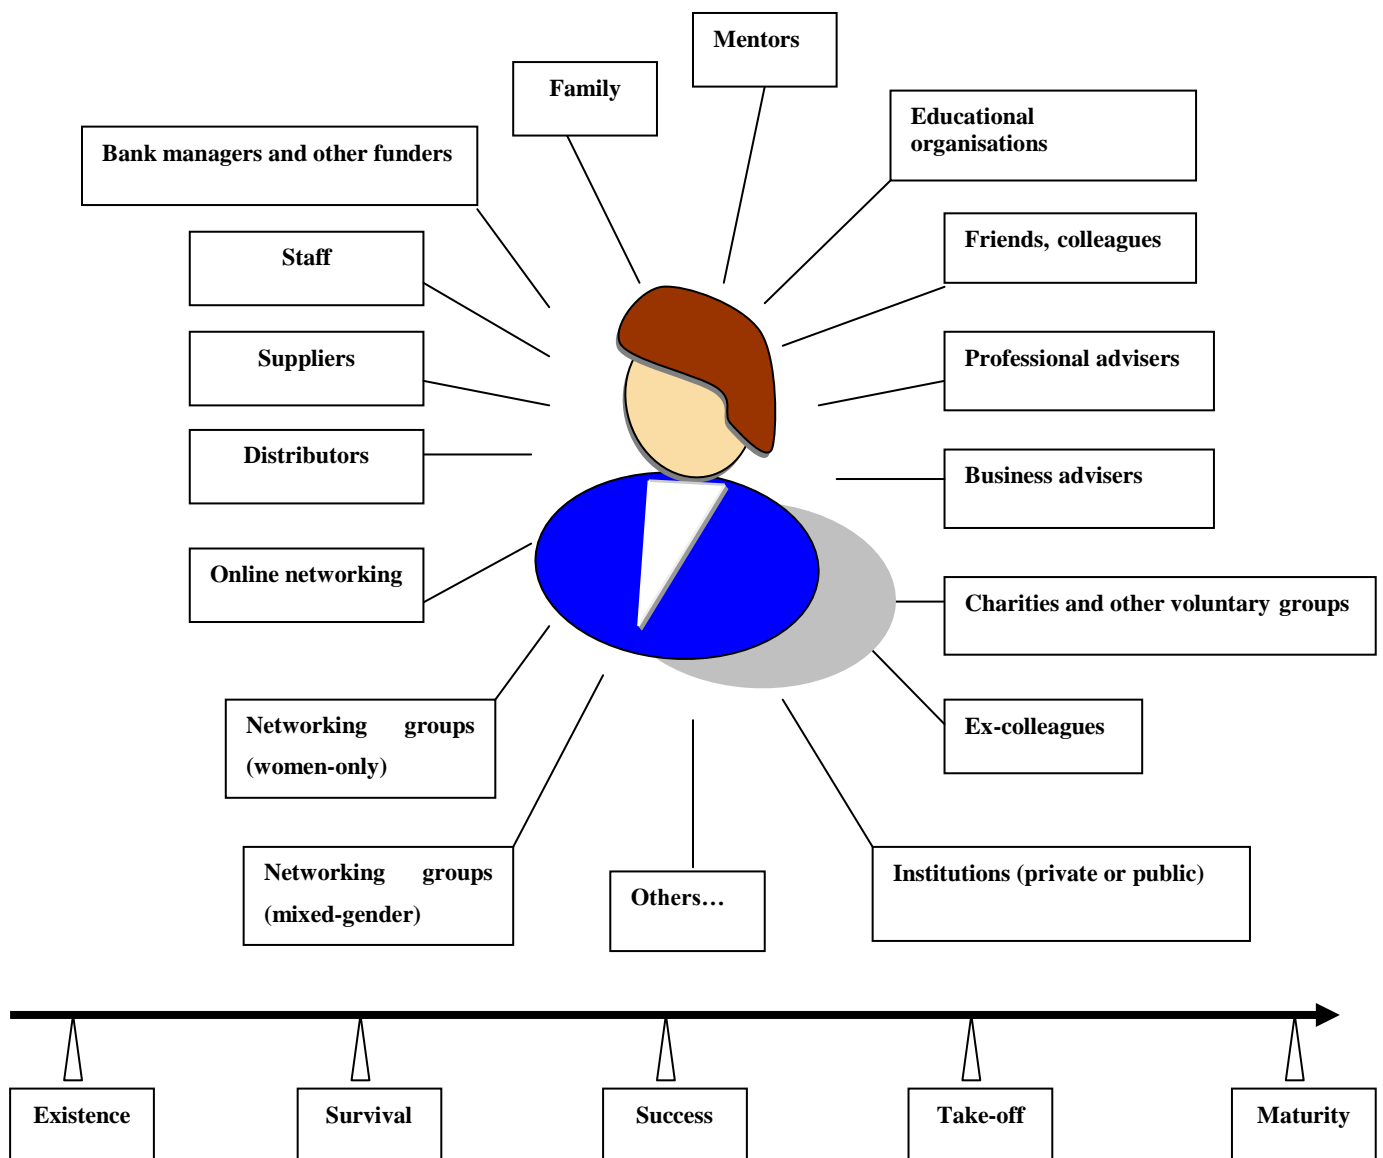 Mentors
Family
Educational
organisations
Bank managers and other funders
Friends, colleagues
Staff
Suppliers
Professional advisers
Distributors
Business advisers
Online networking
Charities and other voluntary groups
Networking groups
(women-only)
Ex-colleagues
Networking groups
(mixed-gender)
Others…
Institutions (private or public)
Existence
Survival
Success
Take-off
Maturity